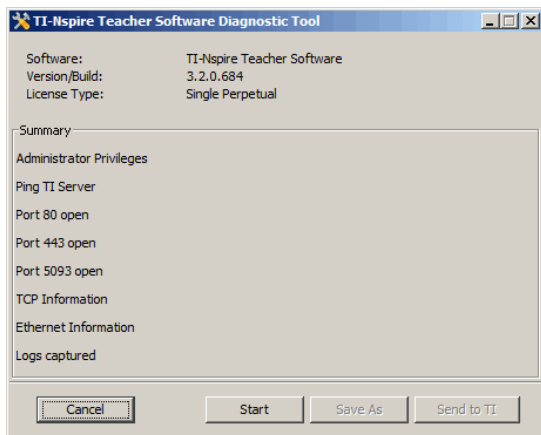 TI-Nspire Teacher Software Diagnostic Tool
Software: TI-Nspire Teacher Software
Version/Build: 3.2.0.684
License Type: Single Perpetual
Summary
Administrator Privileges
Ping TI Server
Port 80 open
Port 443 open
Port 5093 open
TCP Information
Ethernet Information
Logs captured
Cancel Start Save As Send to TI